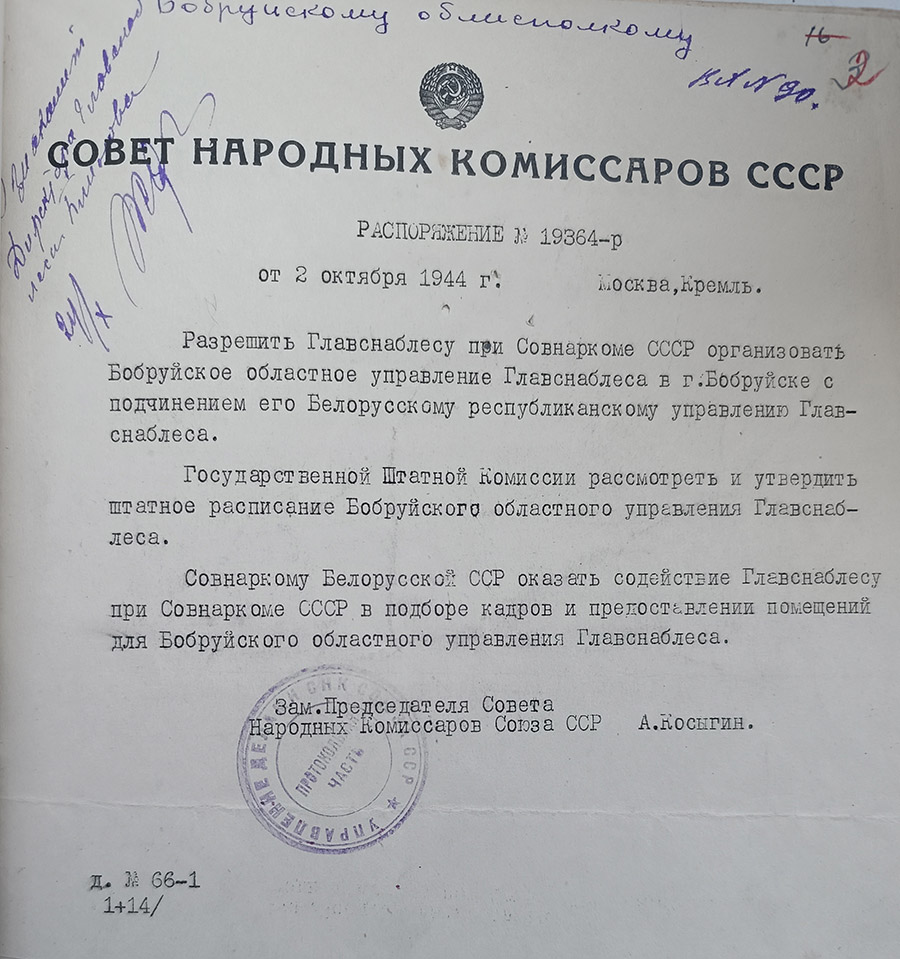 Бобруйскому облисполкому
16
2
Вх N 90.
СОВЕТ НАРОДНЫХ КОМИССАРОВ СССР
РАСПОРЯЖЕНИЕ № 19364-р
от 2 октября 1944 г. Москва,Кремль.
Разрешить Главснаблесу при Совнаркоме СССР организовать
Бобруйское областное управление Главснаблеса в г.Бобруйске с
подчинением его Белорусскому республиканскому управлению Глав-
снаблеса.
Государственной Штатной Комиссии рассмотреть и утвердить
штатное расписание Бобруйского областного управления Главснаб-
леса.
Совнаркому Белорусской ССР оказать содействие Главснаблесу
при Совнаркоме СССР в подборе кадров и предоставлении помещений
для Бобруйского областного управления Главснаблеса.
Зам.Председателя Совета
Народных Комиссаров Союза ССР А.Косыгин.
ПРОТОКОЛЬНАЯ
ЧАСТЬ
д. № 66-1
1+14/